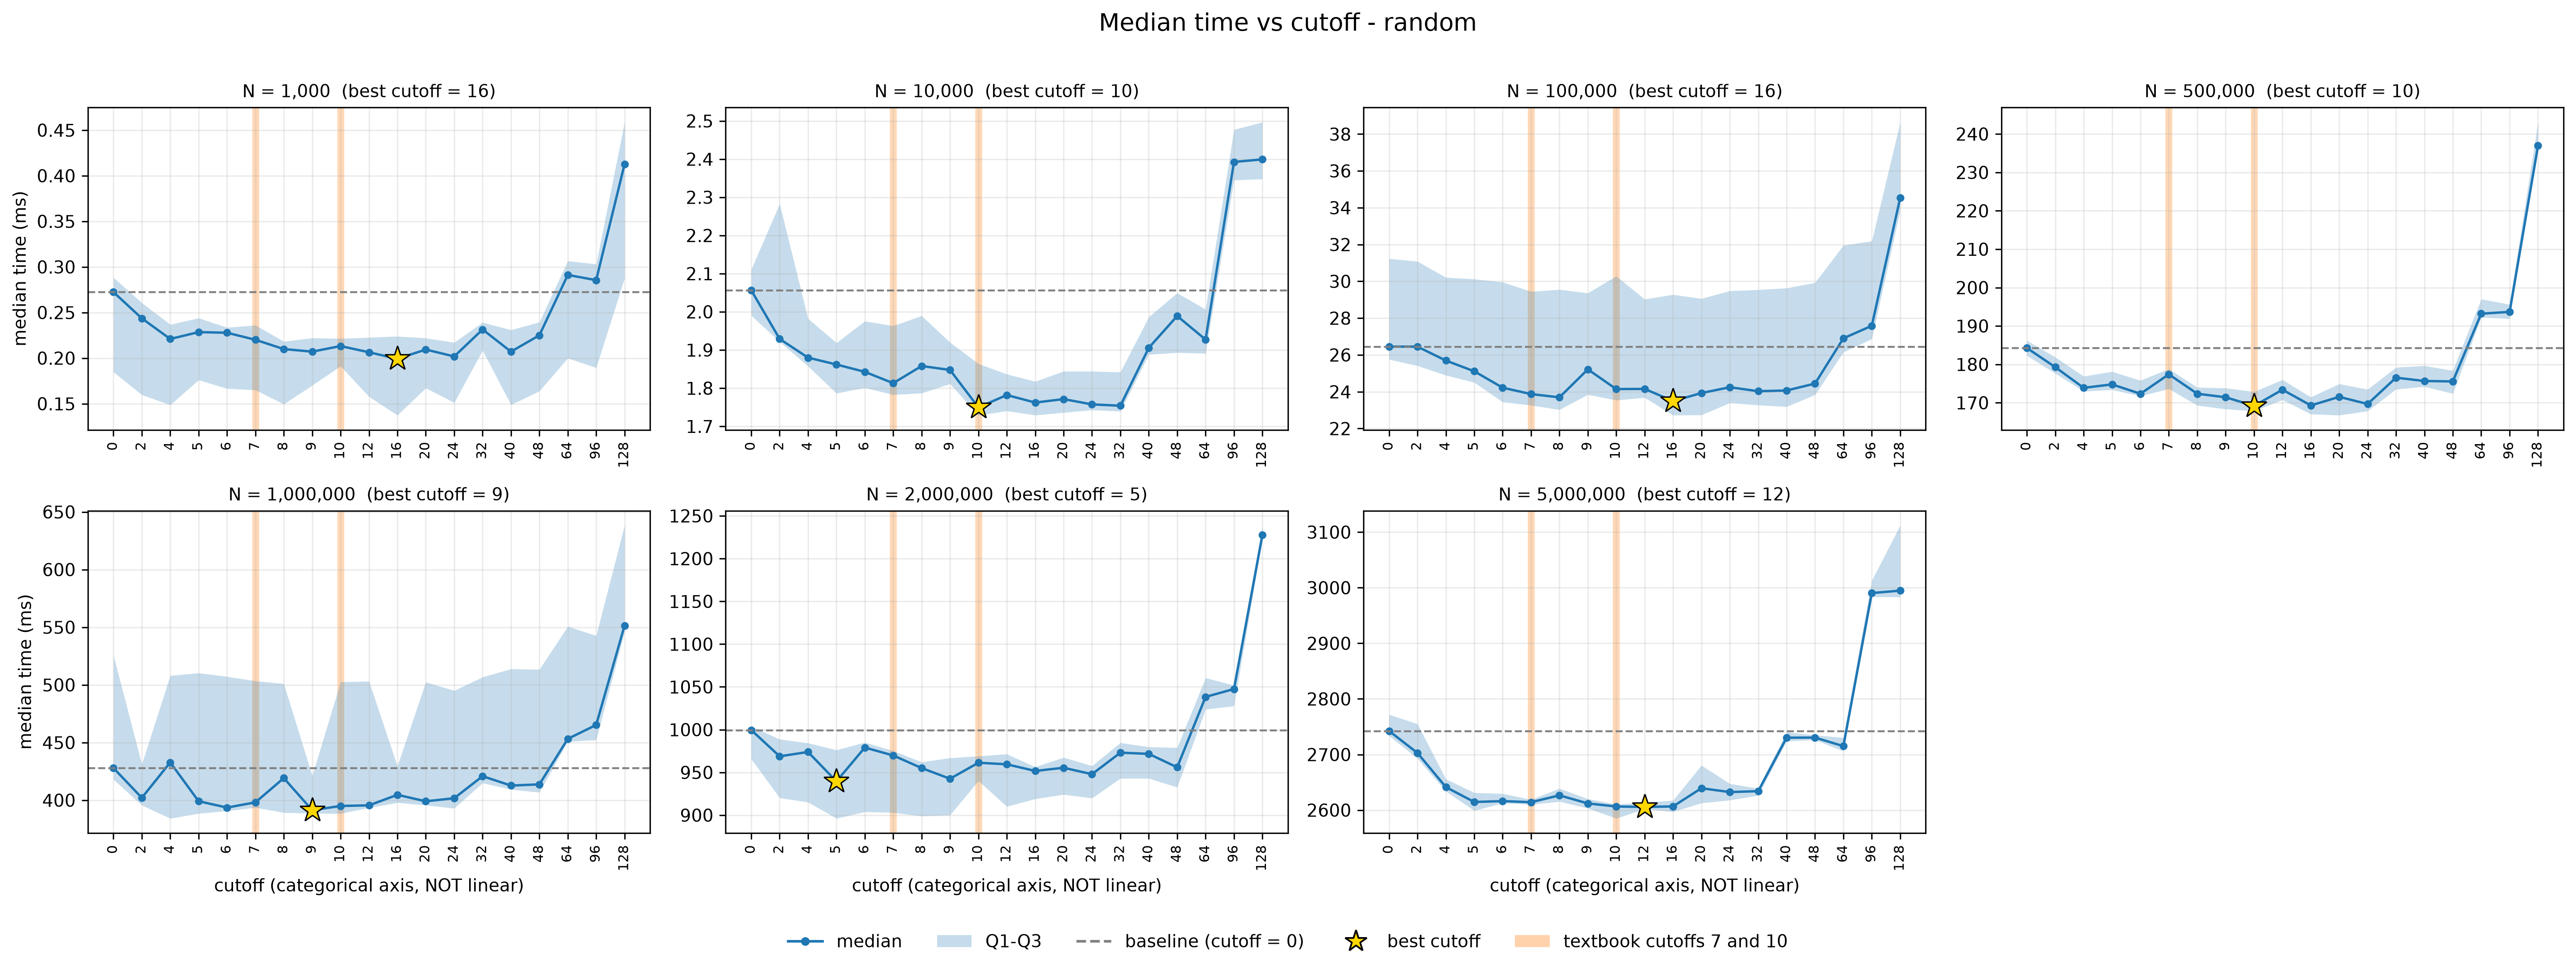 Median time vs cutoff - random
N = 1,000  (best cutoff = 16)
median time (ms)
0.45
0.40
0.35
0.30
0.25
0.20
0.15
0 2 4 5 6 7 8 9 10 12 16 20 24 32 40 48 64 96 128
N = 10,000  (best cutoff = 10)
2.5
2.4
2.3
2.2
2.1
2.0
1.9
1.8
1.7
0 2 4 5 6 7 8 9 10 12 16 20 24 32 40 48 64 96 128
N = 100,000  (best cutoff = 16)
38
36
34
32
30
28
26
24
22
0 2 4 5 6 7 8 9 10 12 16 20 24 32 40 48 64 96 128
N = 500,000  (best cutoff = 10)
240
230
220
210
200
190
180
170
0 2 4 5 6 7 8 9 10 12 16 20 24 32 40 48 64 96 128
N = 1,000,000  (best cutoff = 9)
median time (ms)
650
600
550
500
450
400
0 2 4 5 6 7 8 9 10 12 16 20 24 32 40 48 64 96 128
cutoff (categorical axis, NOT linear)
N = 2,000,000  (best cutoff = 5)
1250
1200
1150
1100
1050
1000
950
900
0 2 4 5 6 7 8 9 10 12 16 20 24 32 40 48 64 96 128
cutoff (categorical axis, NOT linear)
N = 5,000,000  (best cutoff = 12)
3100
3000
2900
2800
2700
2600
0 2 4 5 6 7 8 9 10 12 16 20 24 32 40 48 64 96 128
cutoff (categorical axis, NOT linear)
median Q1-Q3 baseline (cutoff = 0) best cutoff textbook cutoffs 7 and 10